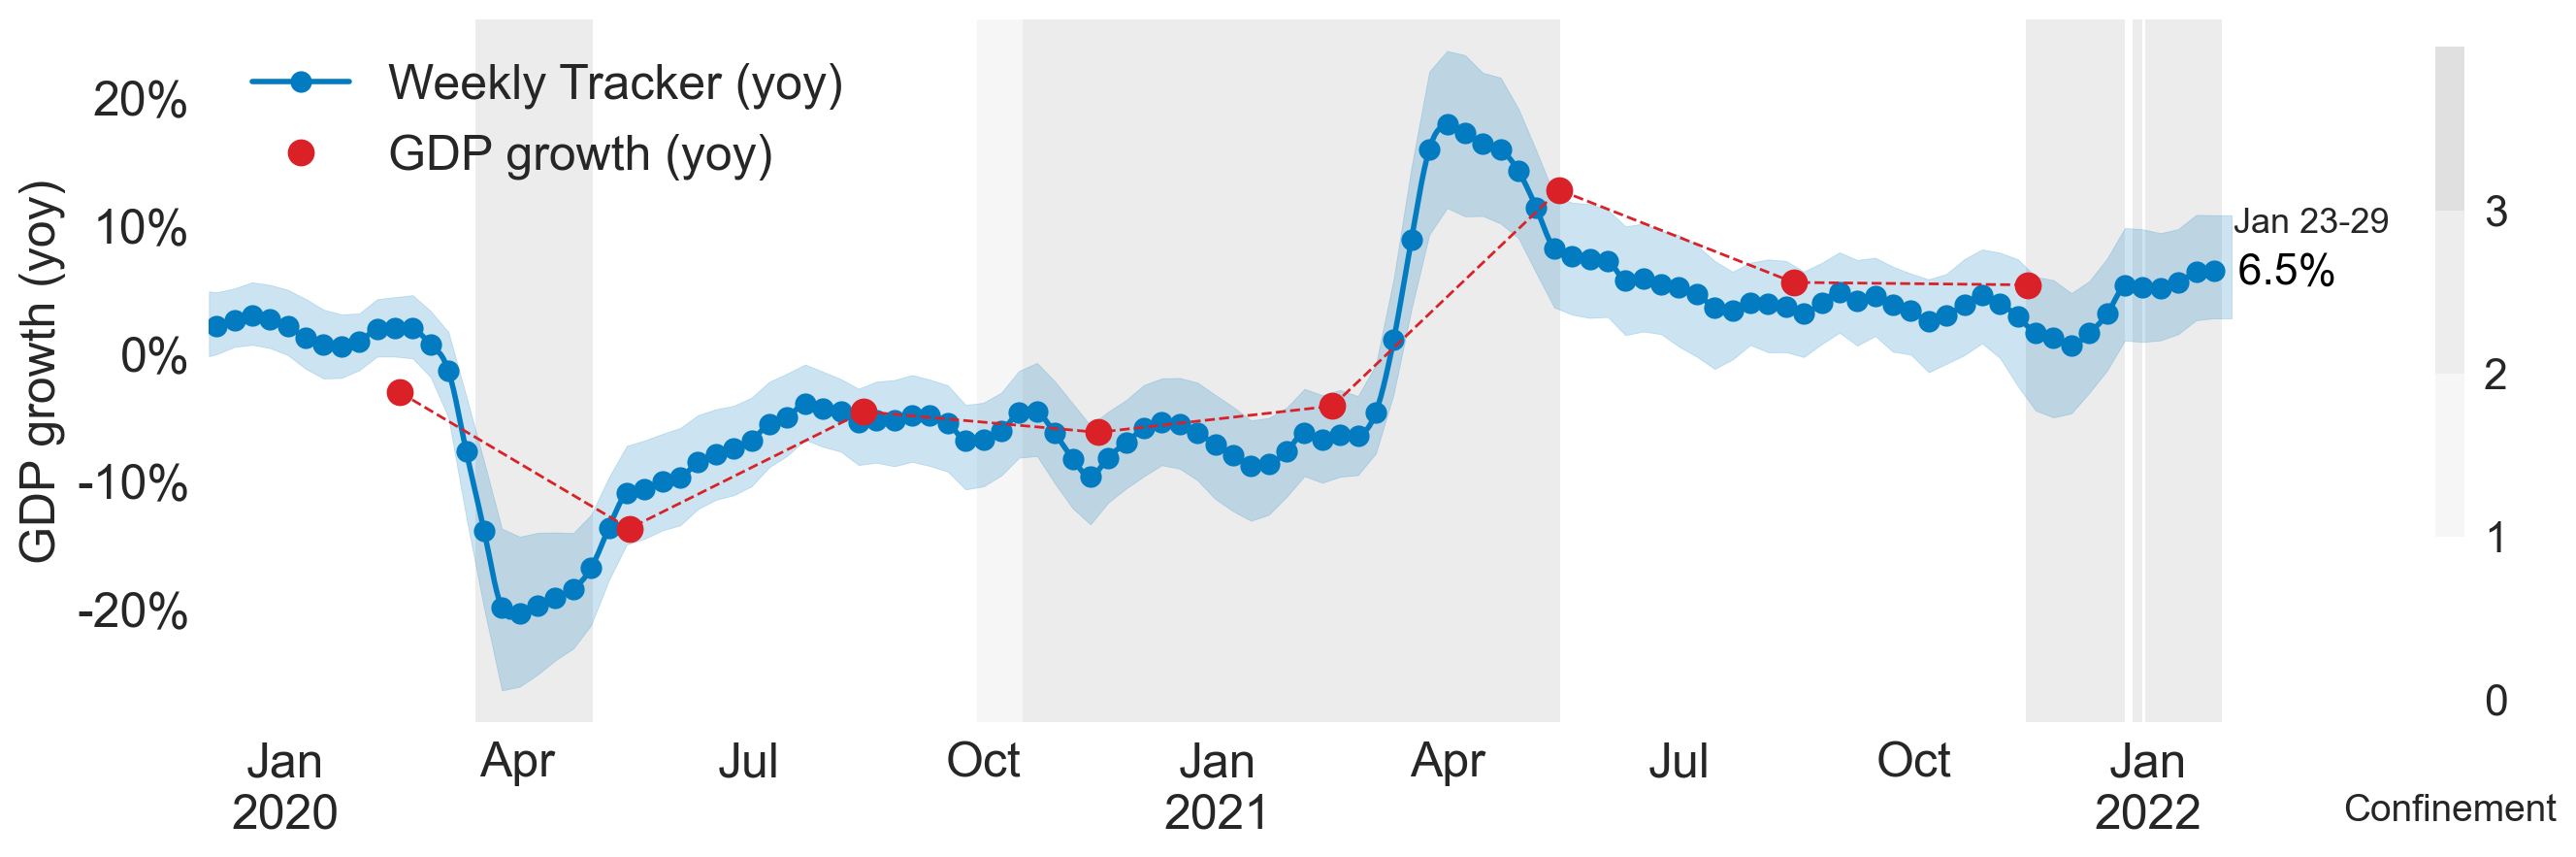 Weekly Tracker (yoy)
GDP growth (yoy)
GDP growth (yoy)
20%
10%
0%
-10%
-20%
Jan 23-29
6.5%
3
2
1
0
Jan
2020
Apr
Jul
Oct
Jan
2021
Apr
Jul
Oct
Jan
2022
Confinement